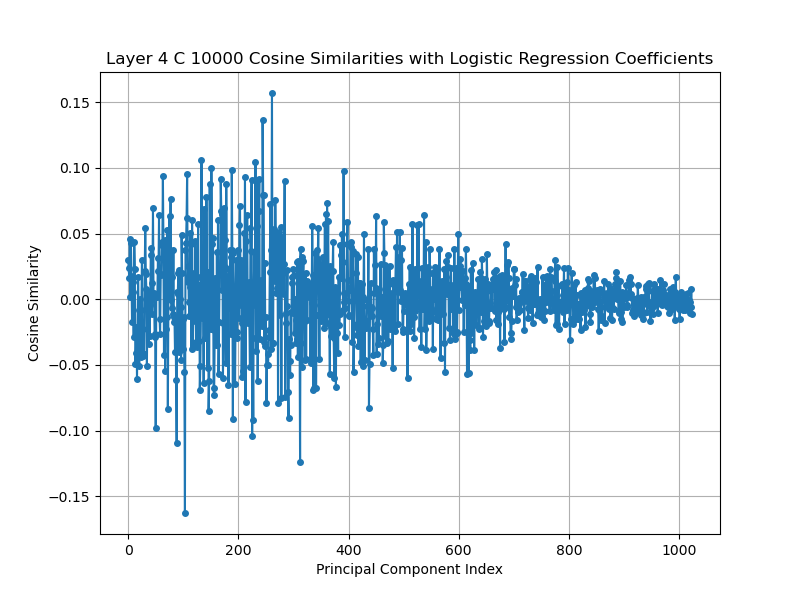 Layer 4 C 10000 Cosine Similarities with Logistic Regression Coefficients
0.15
0.10
0.05
0.00
−0.05
−0.10
−0.15
Cosine Similarity
0 200 400 600 800 1000
Principal Component Index